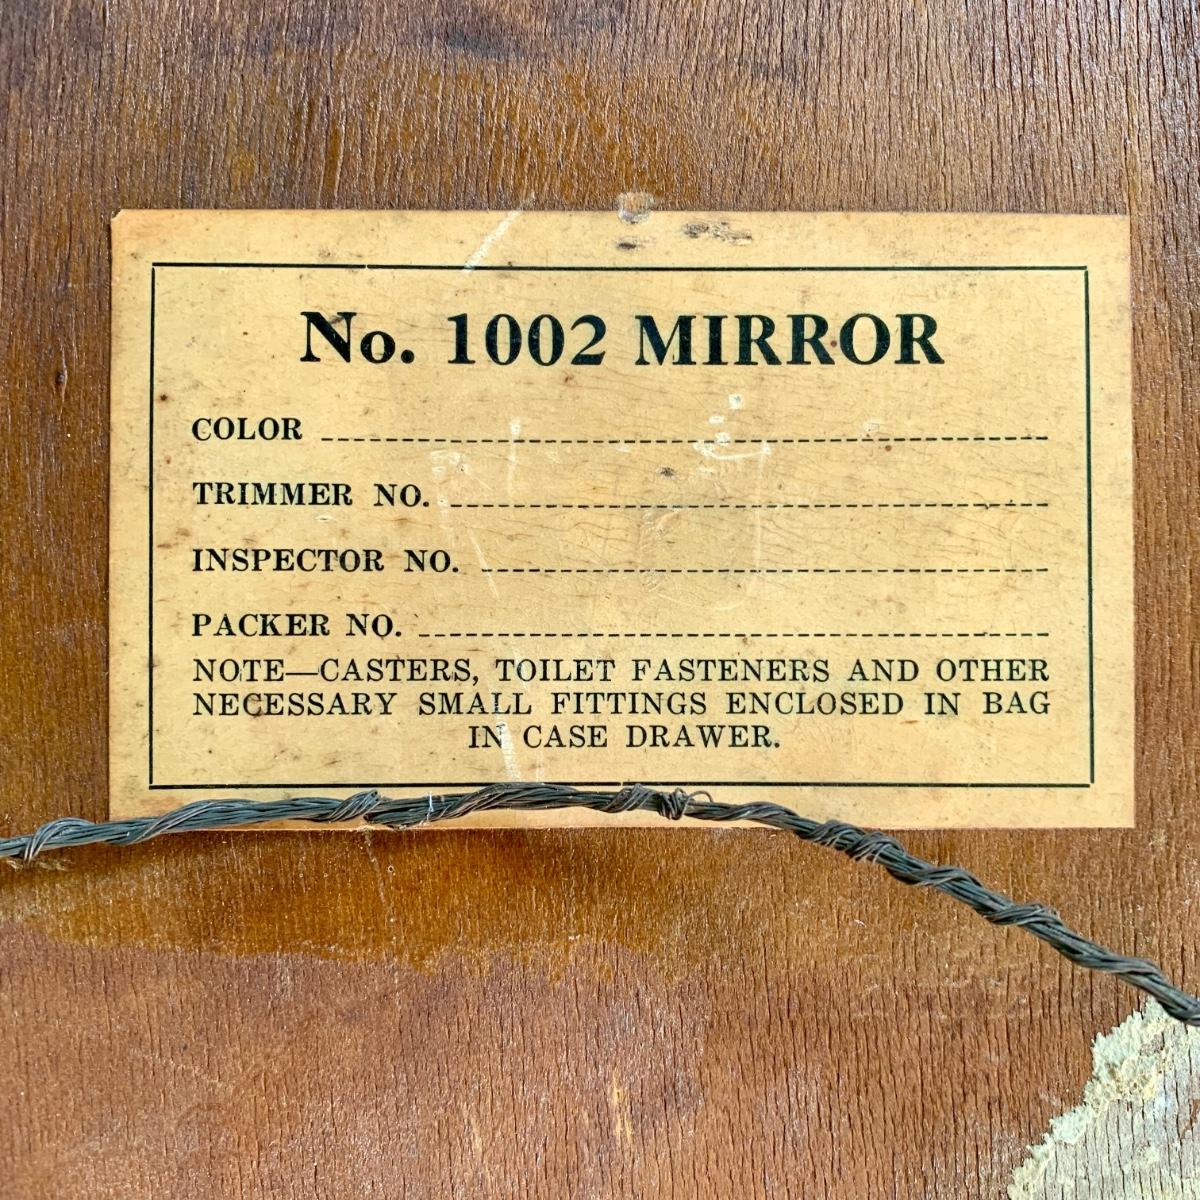 No. 1002 MIRROR
COLOR
TRIMMER NO.
INSPECTOR NO.
PACKER NO.
NOTE—CASTERS, TOILET FASTENERS AND OTHER
NECESSARY SMALL FITTINGS ENCLOSED IN BAG
IN CASE DRAWER.